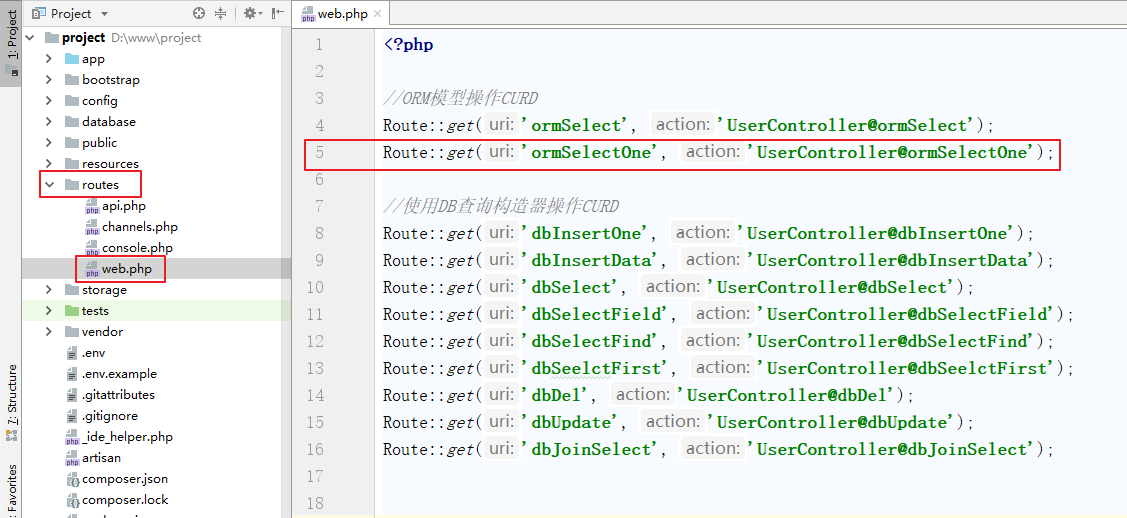 1: Project
7: Structure
: Favorites
Project
project D:\www\project
app
bootstrap
config
database
public
resources
routes
php api.php
php channels.php
php console.php
php web.php
storage
tests
vendor
.env
.env.example
.gitattributes
.gitignore
php _ide_helper.php
artisan
composer.json
composer.lock
php web.php
1 <?php
2
3 //ORM模型操作CURD
4 Route::get( uri: 'ormSelect', action: 'UserController@ormSelect');
5 Route::get( uri: 'ormSelectOne', action: 'UserController@ormSelectOne');
6
7 //使用DB查询构造器操作CURD
8 Route::get( uri: 'dbInsertOne', action: 'UserController@dbInsertOne');
9 Route::get( uri: 'dbInsertData', action: 'UserController@dbInsertData');
10 Route::get( uri: 'dbSelect', action: 'UserController@dbSelect');
11 Route::get( uri: 'dbSelectField', action: 'UserController@dbSelectField');
12 Route::get( uri: 'dbSelectFind', action: 'UserController@dbSelectFind');
13 Route::get( uri: 'dbSeelctFirst', action: 'UserController@dbSeelctFirst');
14 Route::get( uri: 'dbDel', action: 'UserController@dbDel');
15 Route::get( uri: 'dbUpdate', action: 'UserController@dbUpdate');
16 Route::get( uri: 'dbJoinSelect', action: 'UserController@dbJoinSelect');
17
18